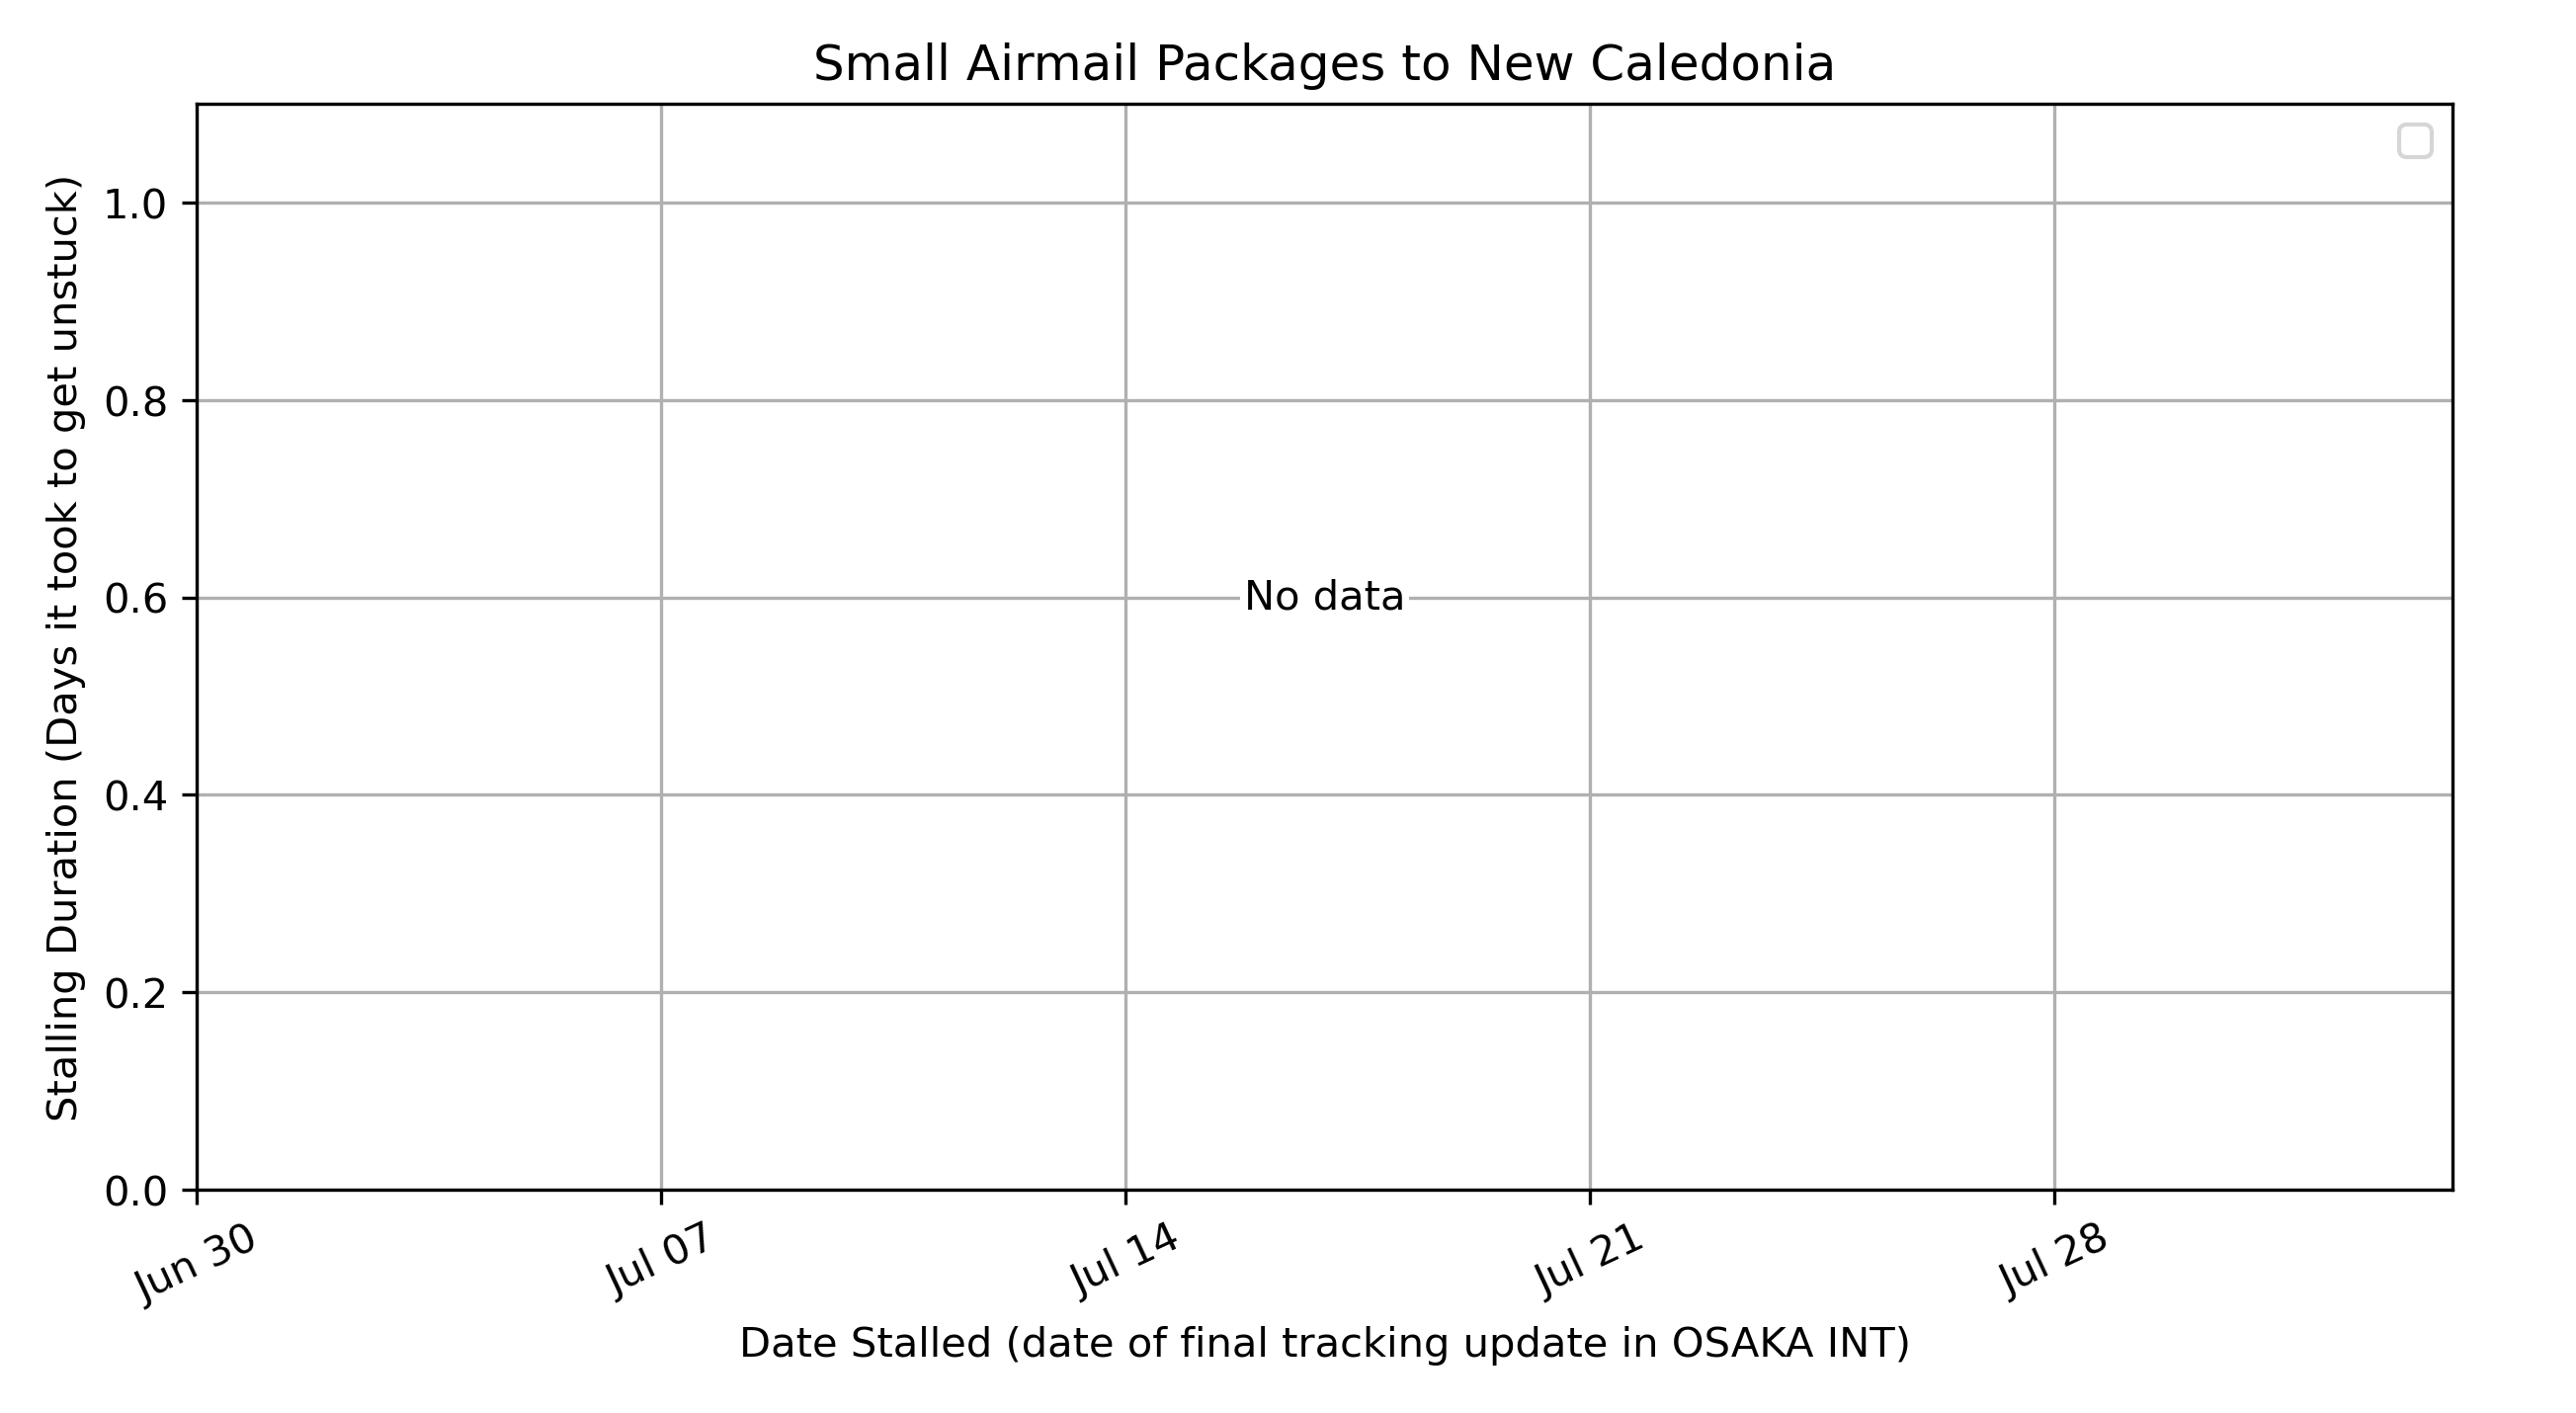 Small Airmail Packages to New Caledonia
Stalling Duration (Days it took to get unstuck)
1.0
0.8
0.6
0.4
0.2
0.0
No data
Jun 30
Jul 07
Jul 14
Jul 21
Jul 28
Date Stalled (date of final tracking update in OSAKA INT)